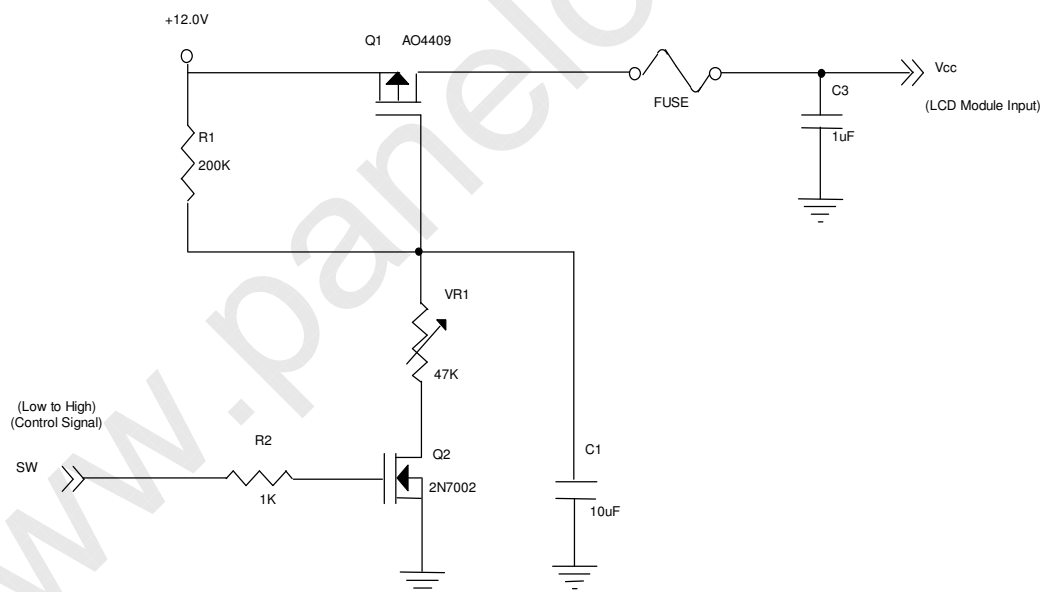 +12.0V
Q1 AO4409
Vcc
C3
(LCD Module Input)
FUSE
1uF
R1
200K
VR1
47K
(Low to High)
(Control Signal)
R2
SW
Q2
C1
2N7002
1K
10uF
www.panelo